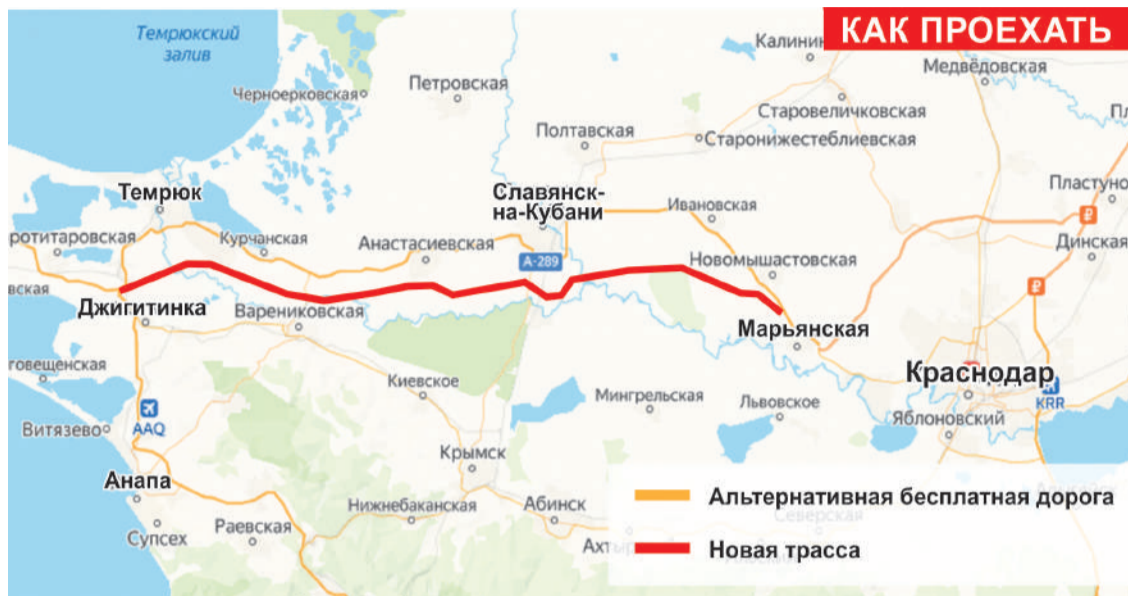 КАК ПРОЕХАТЬ
Темрюкский
залив
Калинин
Медвёдовская
Петровская
Черноерковская
Старовеличковская
Пл
Полтавская
Старонижестеблиевская
Темрюк
Славянск-
на-Кубани
Пластуно
Ивановская
ротитаровская
Курчанская
Анастасиевская
₽
Динская
А-289
Новомышастовская
₽
вская
Джигитинка
Варениковская
Марьянская
говещенская
Киевское
Краснодар
Мингрельская
Львовское
KRR
Витязево
AAQ
Яблоновский
Крымск
Анапа
Альтернативная бесплатная дорога
Нижнебаканская
Абинск
Северская
Супсех
Раевская
Ахты
Новая трасса